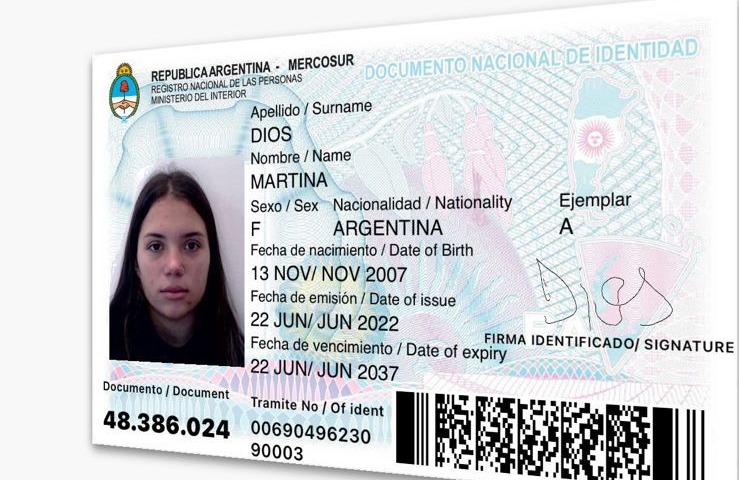 REPUBLICA ARGENTINA - MERCOSUR
REGISTRO NACIONAL DE LAS PERSONAS
MINISTERIO DEL INTERIOR
DOCUMENTO NACIONAL DE IDENTIDAD
Apellido / Surname
DIOS
Nombre / Name
MARTINA
Sexo / Sex Nacionalidad / Nationality Ejemplar
F ARGENTINA A
Fecha de nacimiento / Date of Birth
13 NOV/ NOV 2007
Fecha de emisión / Date of issue
22 JUN/ JUN 2022
Fecha de vencimiento / Date of expiry
22 JUN/ JUN 2037
Dios
FIRMA IDENTIFICADO/ SIGNATURE
Documento / Document
48.386.024
Tramite No / Of ident
00690496230
90003